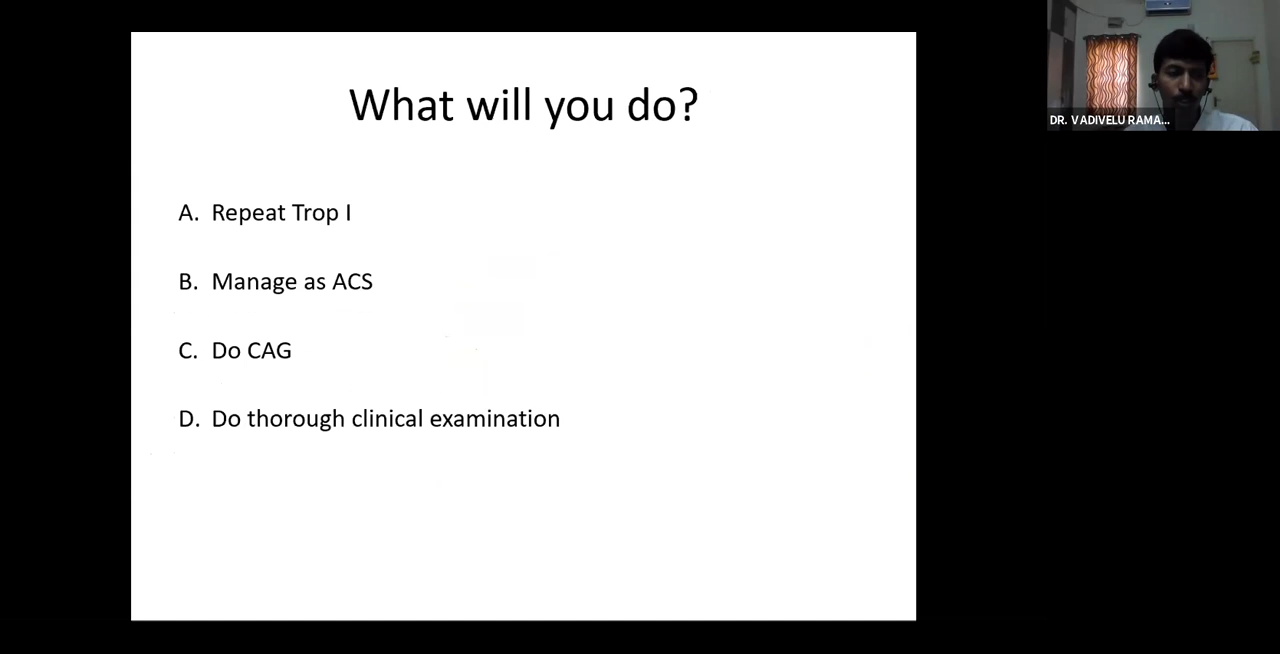 What will you do?
A. Repeat Trop I
B. Manage as ACS
C. Do CAG
D. Do thorough clinical examination
DR. VADIVELU RAMA...